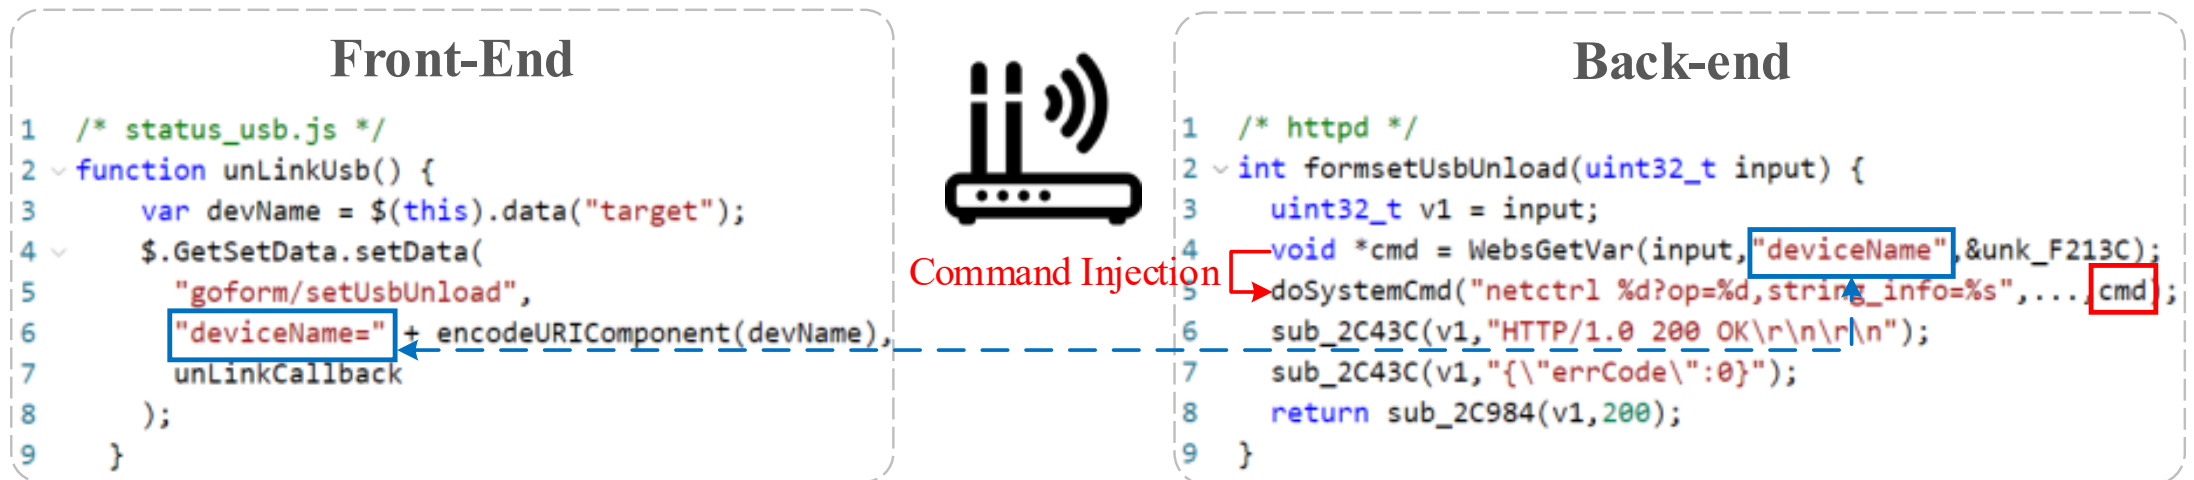 Front-End
1 /* status_usb.js */
2 function unLinkUsb() {
3 var devName = $(this).data("target");
4 $.GetSetData.setData(
5 "goform/setUsbUnload",
6 "deviceName=" + encodeURIComponent(devName),
7 unLinkCallback
8 );
9 }
Command Injection
Back-end
1 /* httpd */
2 int formsetUsbUnload(uint32_t input) {
3 uint32_t v1 = input;
4 void *cmd = WebsGetVar(input,"deviceName",&unk_F213C);
5 doSystemCmd("netctrl %d?op=%d,string_info=%s",...,cmd);
6 sub_2C43C(v1,"HTTP/1.0 200 OK\r\n\r\n");
7 sub_2C43C(v1,"{\"errCode\":0}");
8 return sub_2C984(v1,200);
9 }